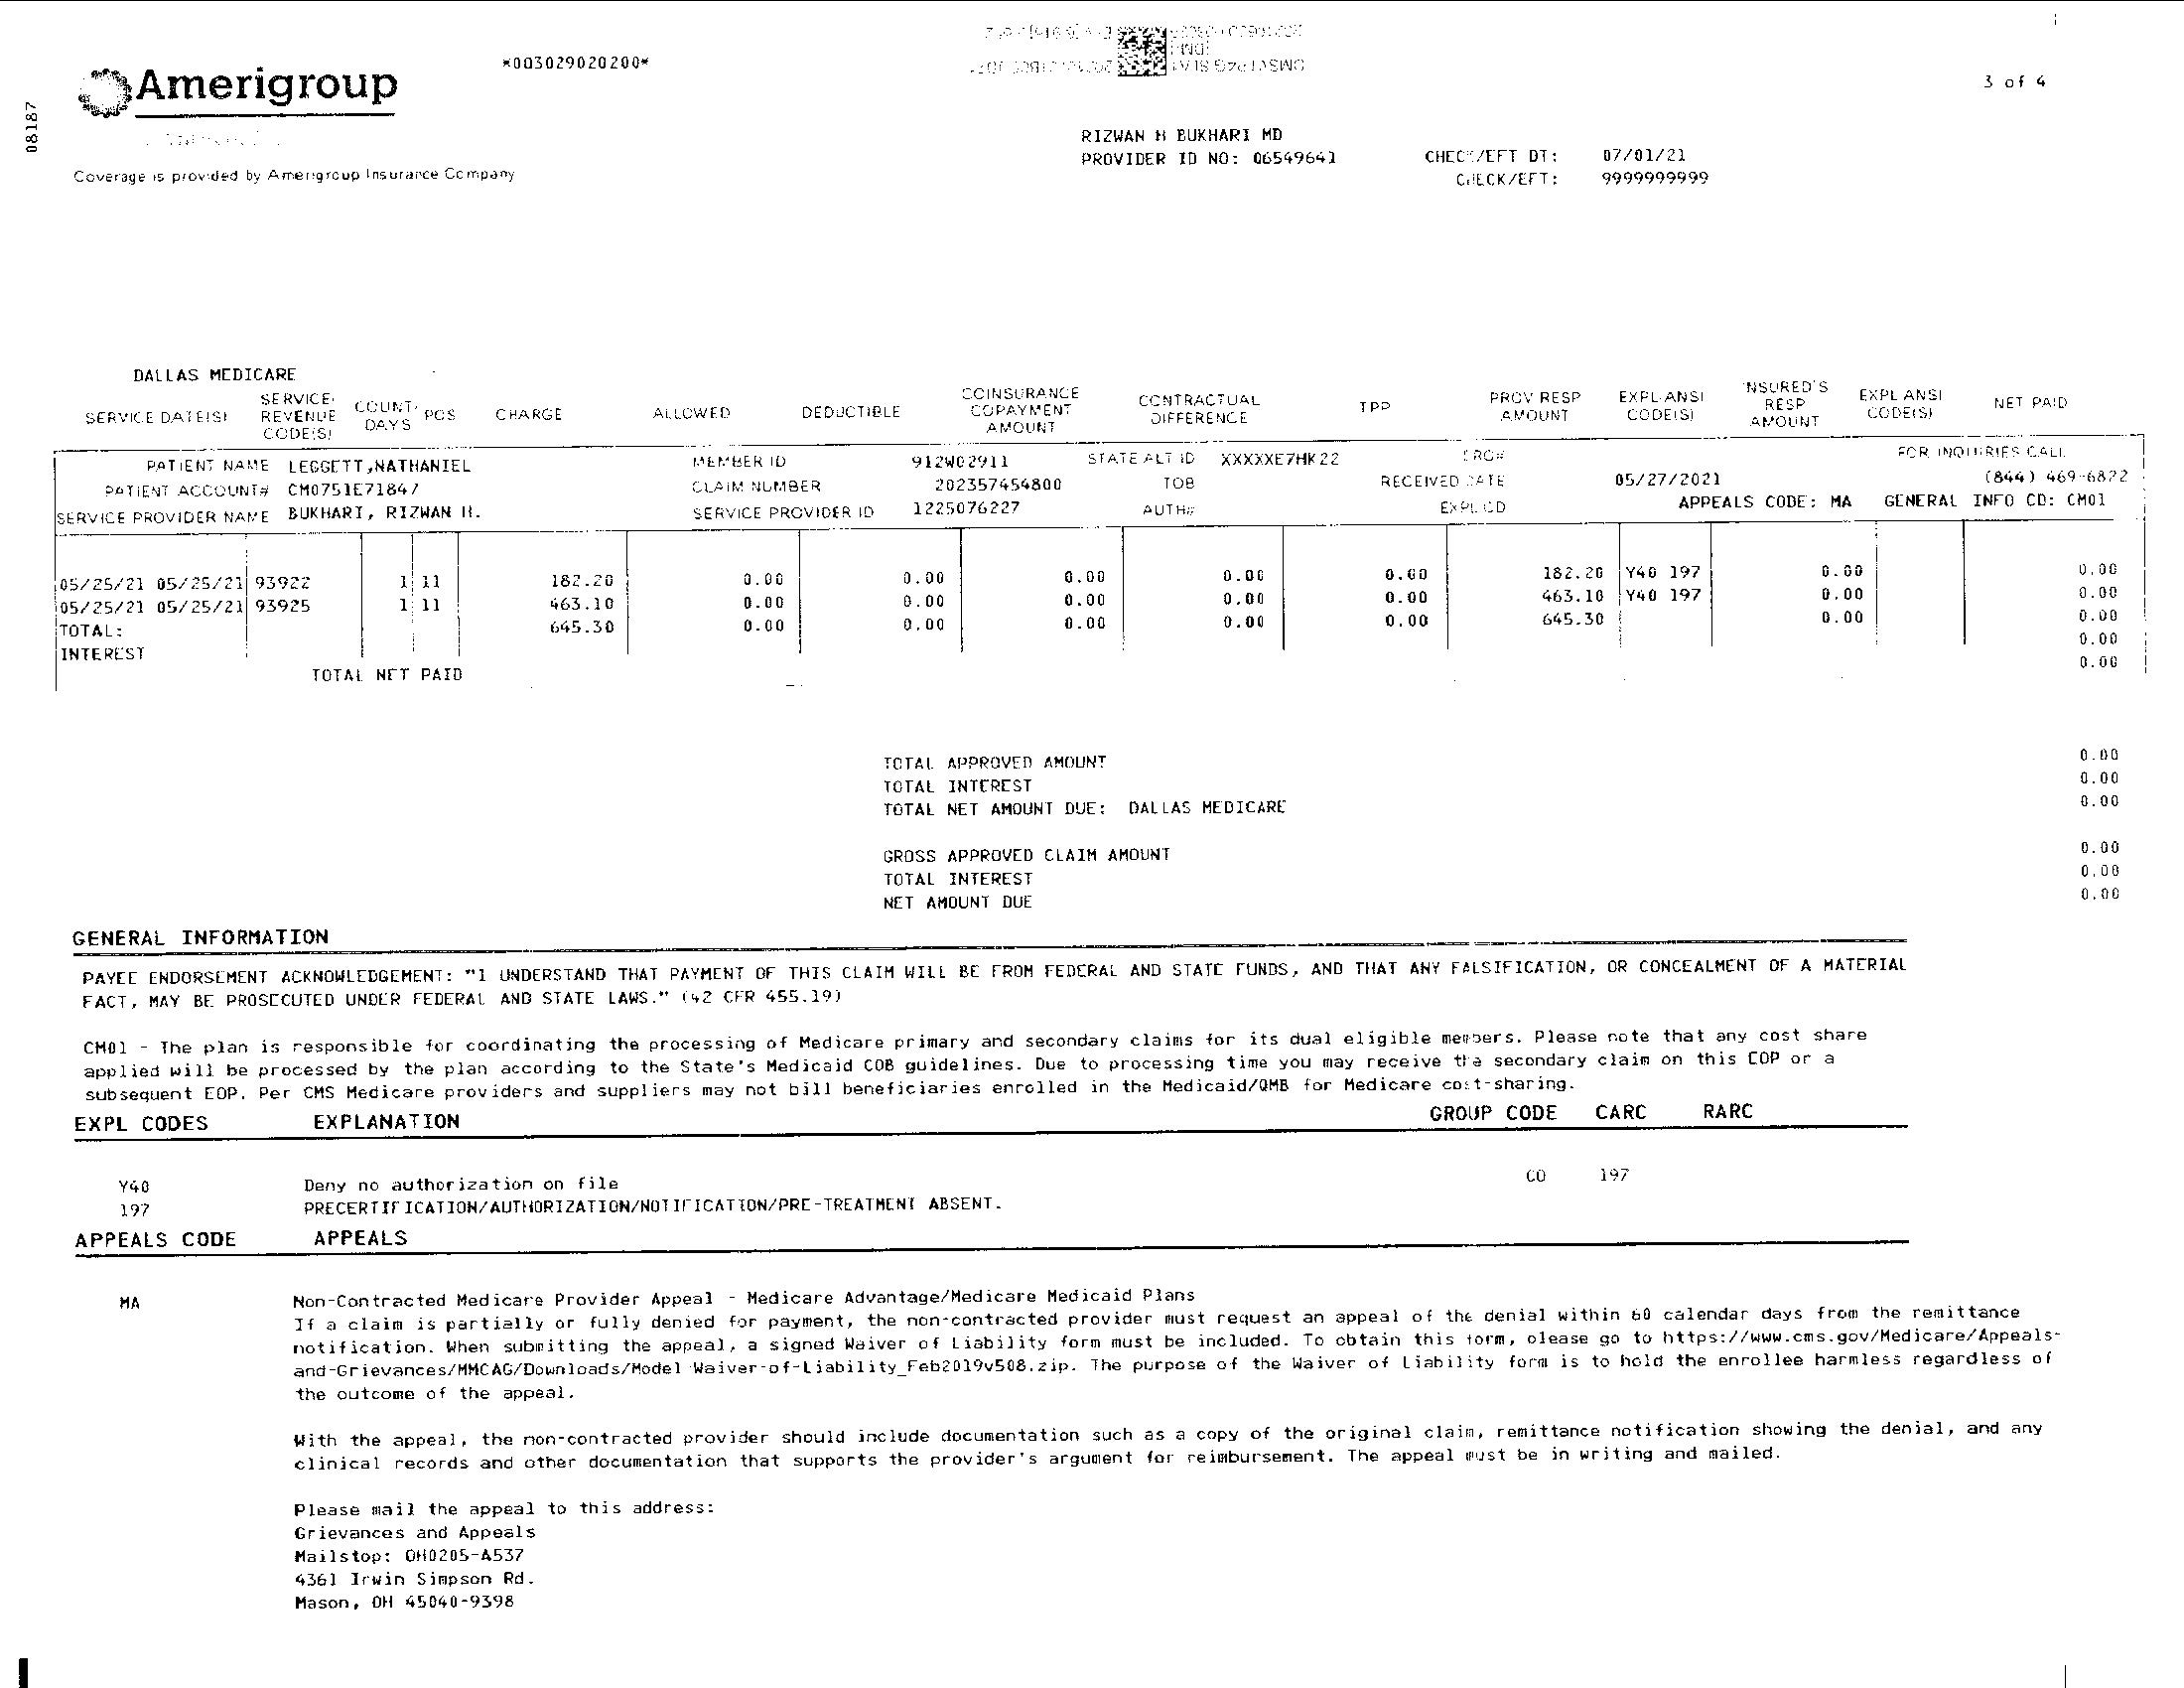 *003029020200*
Amerigroup
3 of 4
08187
RIZWAN H BUKHARI MD
PROVIDER ID NO: 06549641
CHECK/EFT DT: 07/01/21
CHECK/EFT: 9999999999
Coverage is provided by Amerigroup Insurance Company
DALLAS MEDICARE
SERVICE DATE(S) SERVICE/ REVENUE CODE(S) COUNT/ DAYS POS CHARGE ALLOWED DEDUCTIBLE COINSURANCE COPAYMENT AMOUNT CONTRACTUAL DIFFERENCE TPP PROV RESP AMOUNT EXPL/ANSI CODE(S) INSURED'S RESP AMOUNT EXPL/ANSI CODE(S) NET PAID
PATIENT NAME LEGGETT,NATHANIEL MEMBER ID 912W02911 STATE ALT ID XXXXXE7HK22 FOR INQUIRIES CALL
PATIENT ACCOUNT# CM0751E71847 CLAIM NUMBER 202357454800 TOB RECEIVED DATE 05/27/2021 (844) 469-6822
SERVICE PROVIDER NAME BUKHARI, RIZWAN H. SERVICE PROVIDER ID 1225076227 AUTH# EXPL CD APPEALS CODE: MA GENERAL INFO CD: CM01
05/25/21 05/25/21 93922 1 11 182.20 0.00 0.00 0.00 0.00 0.00 182.20 Y40 197 0.00 0.00
05/25/21 05/25/21 93925 1 11 463.10 0.00 0.00 0.00 0.00 0.00 463.10 Y40 197 0.00 0.00
TOTAL: 645.30 0.00 0.00 0.00 0.00 0.00 645.30 0.00 0.00
INTEREST 0.00
TOTAL NET PAID 0.00
TOTAL APPROVED AMOUNT 0.00
TOTAL INTEREST 0.00
TOTAL NET AMOUNT DUE: DALLAS MEDICARE 0.00
GROSS APPROVED CLAIM AMOUNT 0.00
TOTAL INTEREST 0.00
NET AMOUNT DUE 0.00
GENERAL INFORMATION
PAYEE ENDORSEMENT ACKNOWLEDGEMENT: "I UNDERSTAND THAT PAYMENT OF THIS CLAIM WILL BE FROM FEDERAL AND STATE FUNDS, AND THAT ANY FALSIFICATION, OR CONCEALMENT OF A MATERIAL
FACT, MAY BE PROSECUTED UNDER FEDERAL AND STATE LAWS." (42 CFR 455.19)
CM01 - The plan is responsible for coordinating the processing of Medicare primary and secondary claims for its dual eligible members. Please note that any cost share
applied will be processed by the plan according to the State's Medicaid COB guidelines. Due to processing time you may receive the secondary claim on this EOP or a
subsequent EOP. Per CMS Medicare providers and suppliers may not bill beneficiaries enrolled in the Medicaid/QMB for Medicare cost-sharing.
EXPL CODES EXPLANATION GROUP CODE CARC RARC
Y40 Deny no authorization on file CO 197
197 PRECERTIFICATION/AUTHORIZATION/NOTIFICATION/PRE-TREATMENT ABSENT.
APPEALS CODE APPEALS
MA Non-Contracted Medicare Provider Appeal - Medicare Advantage/Medicare Medicaid Plans
If a claim is partially or fully denied for payment, the non-contracted provider must request an appeal of the denial within 60 calendar days from the remittance
notification. When submitting the appeal, a signed Waiver of Liability form must be included. To obtain this form, please go to https://www.cms.gov/Medicare/Appeals-
and-Grievances/MMCAG/Downloads/Model-Waiver-of-Liability_Feb2019v508.zip. The purpose of the Waiver of Liability form is to hold the enrollee harmless regardless of
the outcome of the appeal.
With the appeal, the non-contracted provider should include documentation such as a copy of the original claim, remittance notification showing the denial, and any
clinical records and other documentation that supports the provider's argument for reimbursement. The appeal must be in writing and mailed.
Please mail the appeal to this address:
Grievances and Appeals
Mailstop: OH0205-A537
4361 Irwin Simpson Rd.
Mason, OH 45040-9398